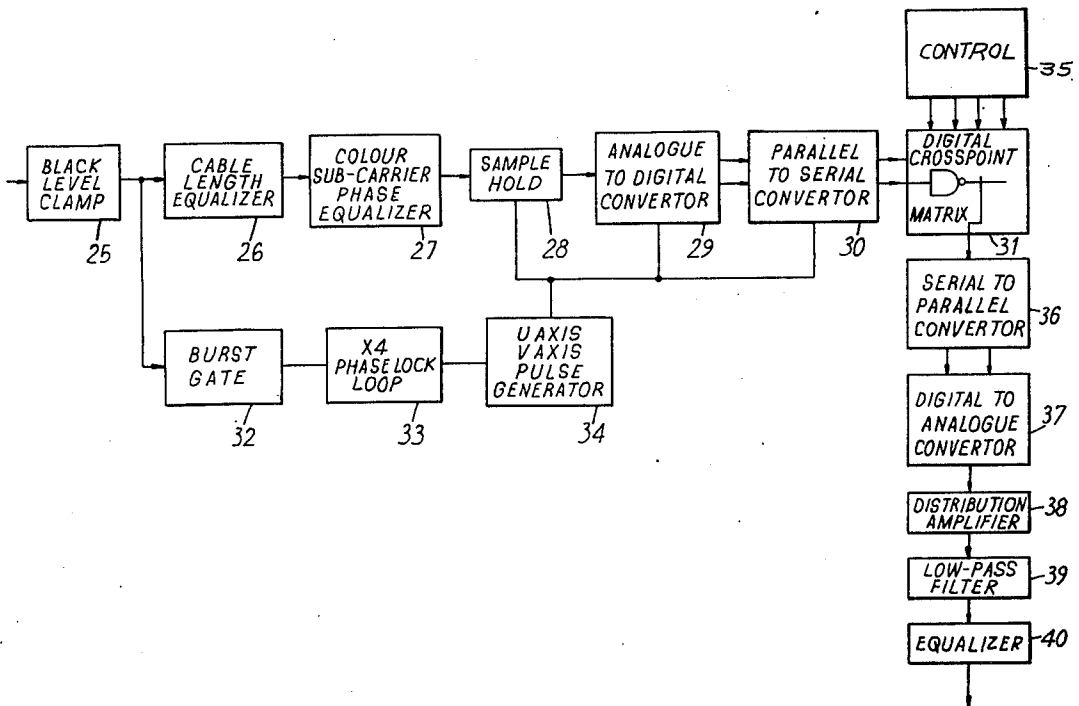 CONTROL
35
BLACK
LEVEL
CLAMP
25
CABLE
LENGTH
EQUALIZER
26
COLOUR
SUB-CARRIER
PHASE
EQUALIZER
27
SAMPLE
HOLD
28
ANALOGUE
TO DIGITAL
CONVERTOR
29
PARALLEL
TO SERIAL
CONVERTOR
30
DIGITAL
CROSSPOINT
MATRIX
31
BURST
GATE
32
X4
PHASE LOCK
LOOP
33
U AXIS
V AXIS
PULSE
GENERATOR
34
SERIAL TO
PARALLEL
CONVERTOR
36
DIGITAL TO
ANALOGUE
CONVERTOR
37
DISTRIBUTION
AMPLIFIER
38
LOW-PASS
FILTER
39
EQUALIZER
40